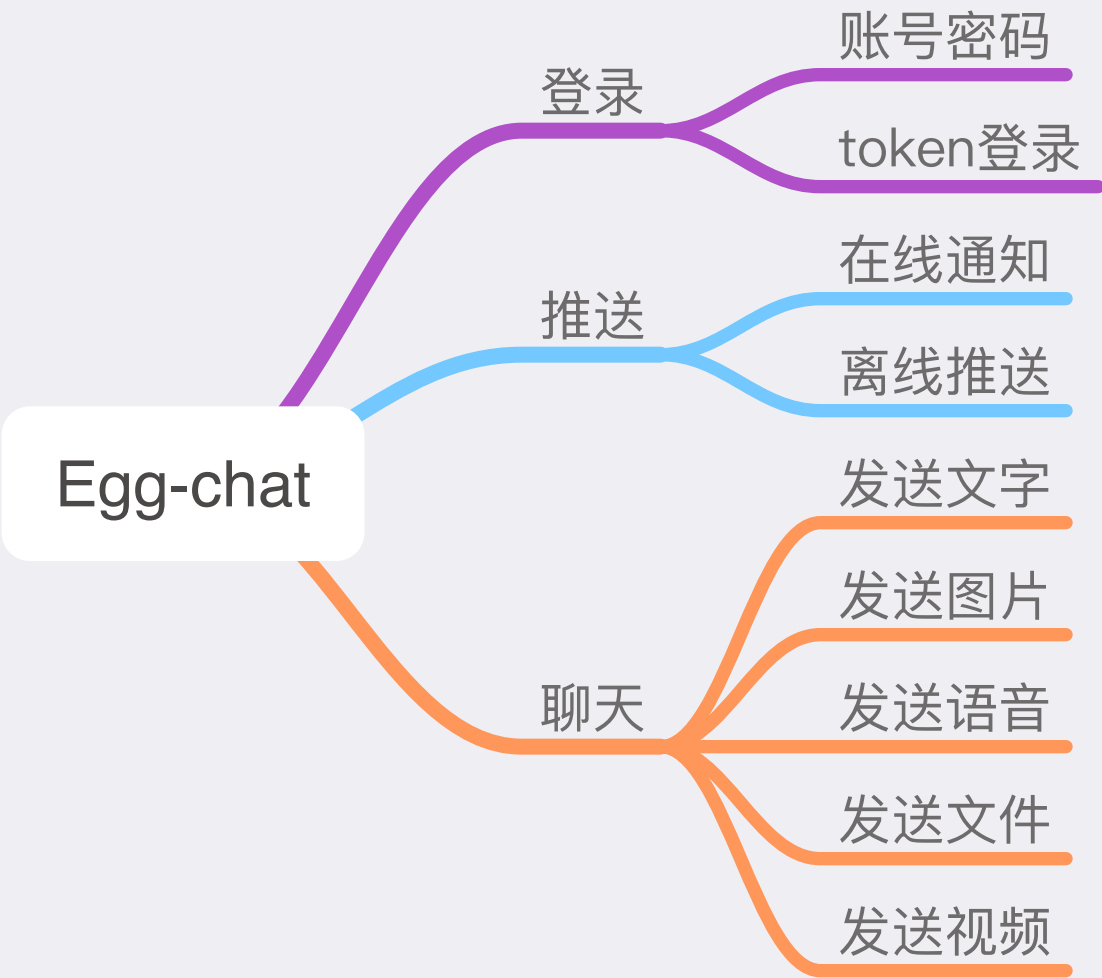 Egg-chat
登录
账号密码
token登录
推送
在线通知
离线推送
聊天
发送文字
发送图片
发送语音
发送文件
发送视频